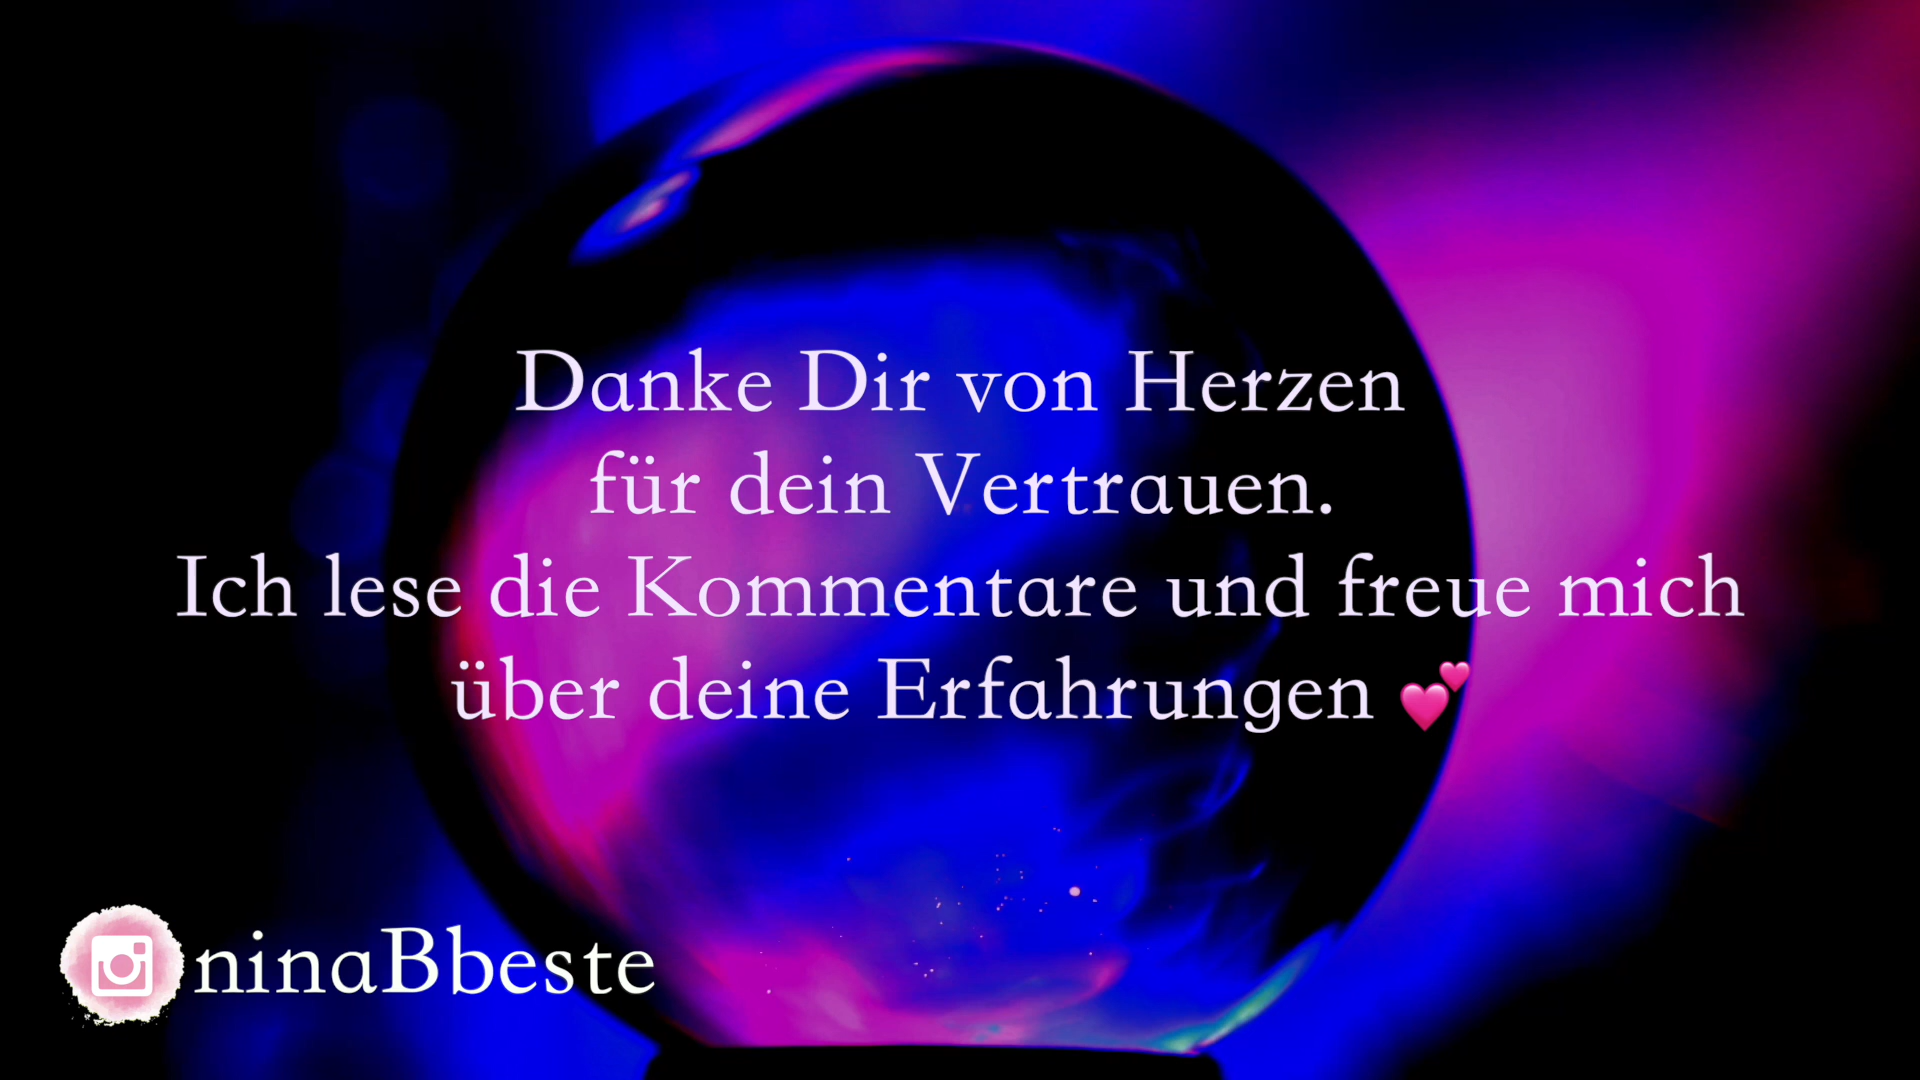 Danke Dir von Herzen
für dein Vertrauen.
Ich lese die Kommentare und freue mich
über deine Erfahrungen 💕
ninaBbeste